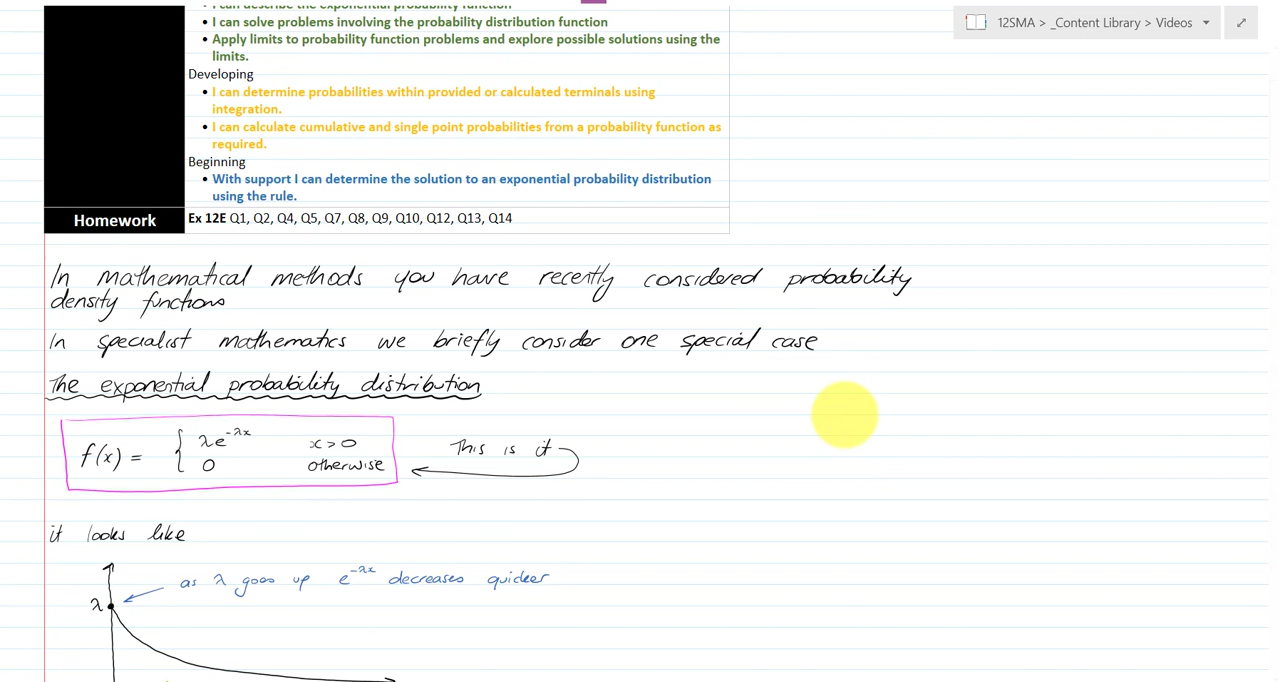 I can describe the exponential probability function
12SMA > _Content Library > Videos
• I can solve problems involving the probability distribution function
• Apply limits to probability function problems and explore possible solutions using the
limits.
Developing
• I can determine probabilities within provided or calculated terminals using
integration.
• I can calculate cumulative and single point probabilities from a probability function as
required.
Beginning
• With support I can determine the solution to an exponential probability distribution
using the rule.
Homework Ex 12E Q1, Q2, Q4, Q5, Q7, Q8, Q9, Q10, Q12, Q13, Q14
In mathematical methods you have recently considered probability
density functions
In specialist mathematics we briefly consider one special case
The exponential probability distribution
f(x) = { λe^{-λx} x > 0
0 otherwise
This is it
it looks like
as λ goes up e^{-λx} decreases quicker
λ